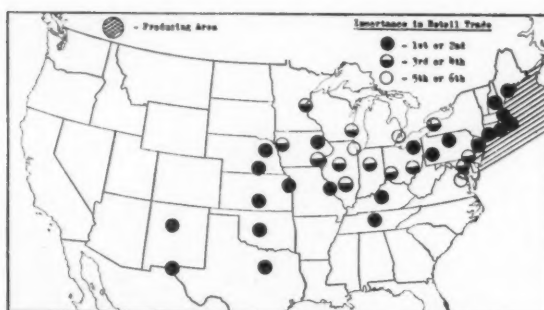 - Producing Area
Importance in Retail Trade
- 1st or 2nd
- 3rd or 4th
- 5th or 6th